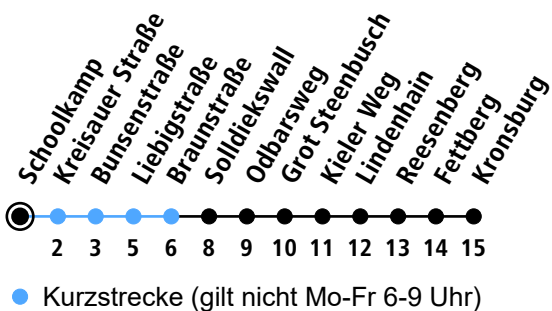 Schoolkamp
Kreisauer Straße
Bunsenstraße
Liebigstraße
Braunstraße
Solldiekswall
Odbarsweg
Grot Steenbusch
Kieler Weg
Lindenhain
Reesenberg
Fettberg
Kronsburg
2 3 5 6 8 9 10 11 12 13 14 15
Kurzstrecke (gilt nicht Mo-Fr 6-9 Uhr)